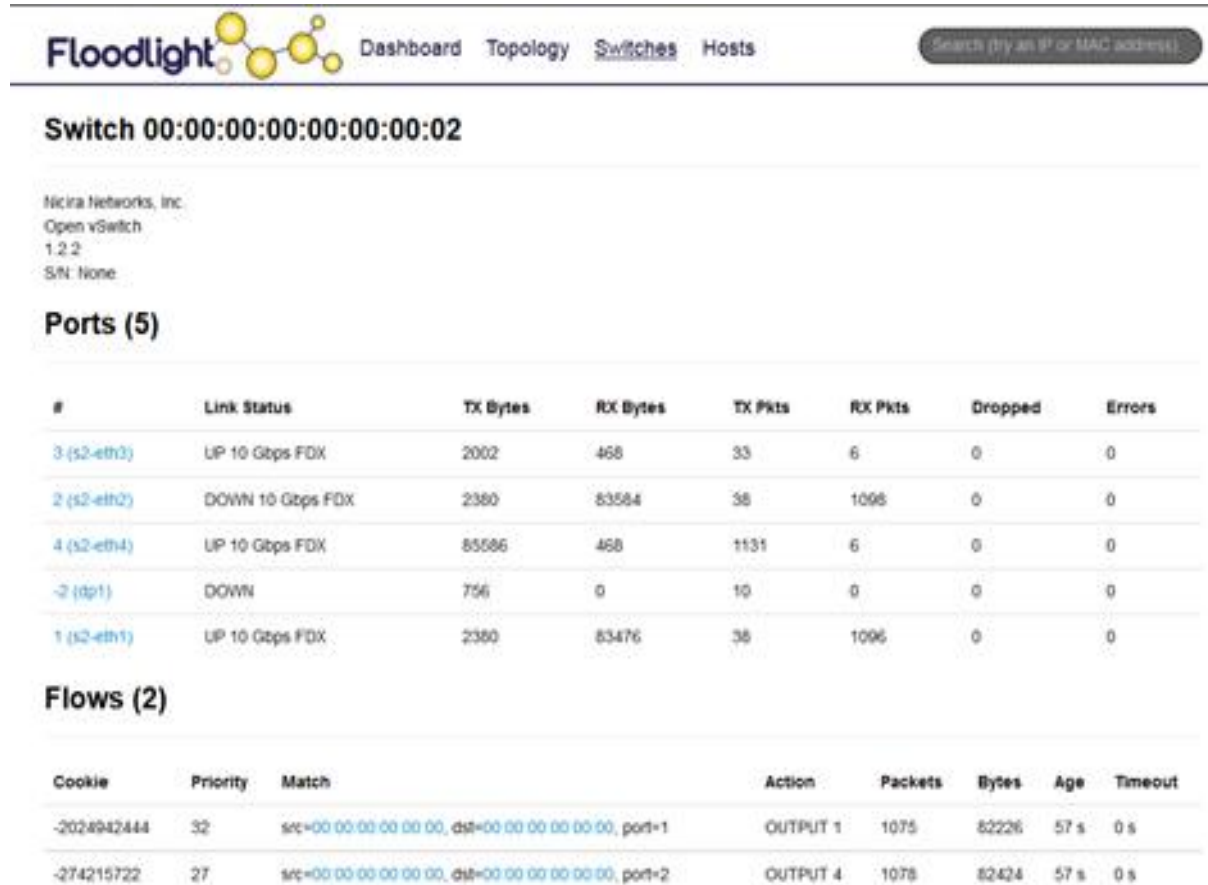 Floodlight Dashboard Topology Switches Hosts Search (try an IP or MAC address)
Switch 00:00:00:00:00:00:00:02
Nicira Networks, Inc.
Open vSwitch
1.2.2
S/N: None
Ports (5)
# Link Status TX Bytes RX Bytes TX Pkts RX Pkts Dropped Errors
3 (s2-eth3) UP 10 Gbps FDX 2002 468 33 6 0 0
2 (s2-eth2) DOWN 10 Gbps FDX 2380 83584 38 1098 0 0
4 (s2-eth4) UP 10 Gbps FDX 85586 468 1131 6 0 0
-2 (dp1) DOWN 756 0 10 0 0 0
1 (s2-eth1) UP 10 Gbps FDX 2380 83476 38 1096 0 0
Flows (2)
Cookie Priority Match Action Packets Bytes Age Timeout
-2024942444 32 src=00:00:00:00:00:00, dst=00:00:00:00:00:00, port=1 OUTPUT 1 1075 82226 57 s 0 s
-274215722 27 src=00:00:00:00:00:00, dst=00:00:00:00:00:00, port=2 OUTPUT 4 1078 82424 57 s 0 s